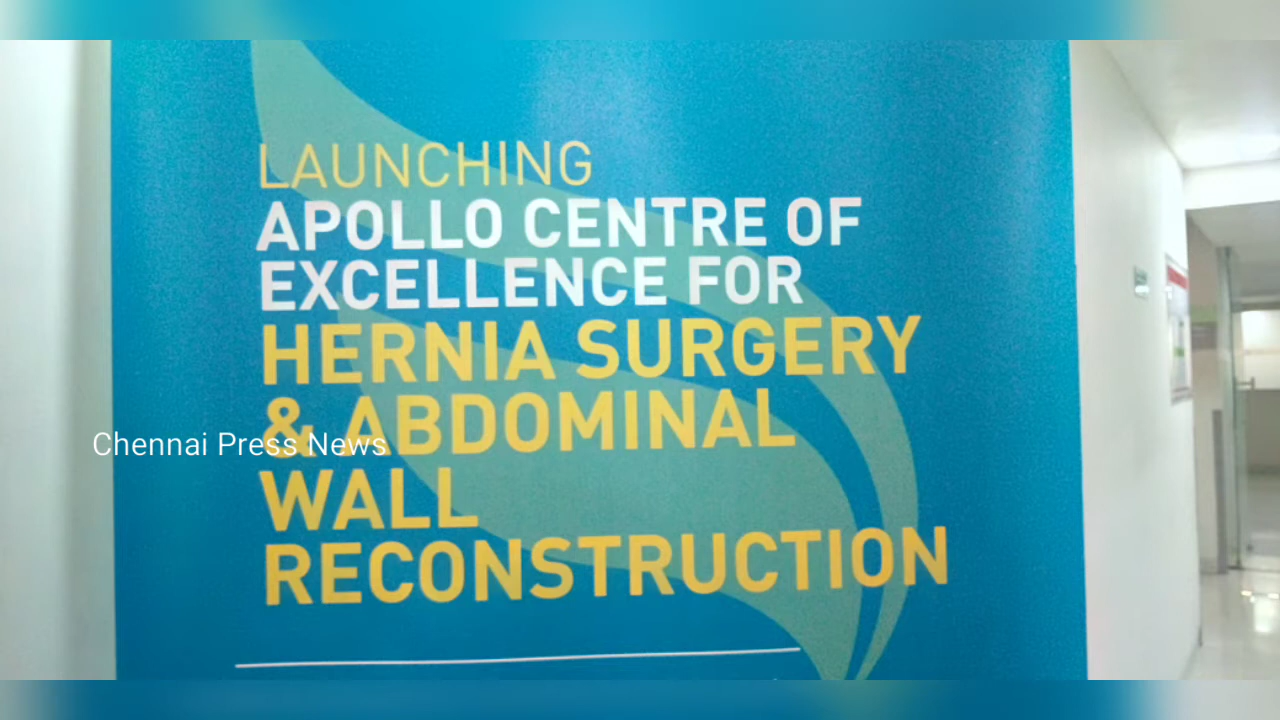 LAUNCHING
APOLLO CENTRE OF
EXCELLENCE FOR
HERNIA SURGERY
& ABDOMINAL
Chennai Press News
WALL
RECONSTRUCTION